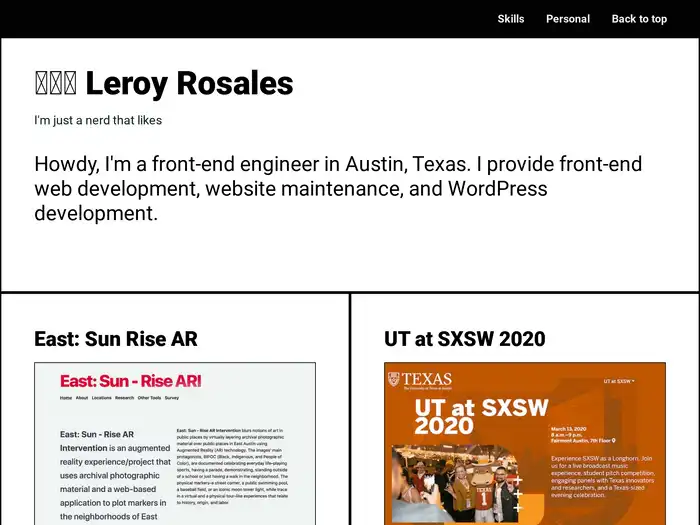 Skills Personal Back to top
Leroy Rosales
I'm just a nerd that likes
Howdy, I'm a front-end engineer in Austin, Texas. I provide front-end
web development, website maintenance, and WordPress
development.
East: Sun Rise AR
East: Sun - Rise ARI
Home About Locations Research Other Tools Survey
East: Sun - Rise AR
Intervention is an augmented
reality experience/project that
uses archival photographic
material and a web-based
application to plot markers in
the neighborhoods of East
East: Sun - Rise AR Intervention blurs notions of art in
public places by virtually layering archival photographic
material over public places in East Austin using
Augmented Reality (AR) technology. The images' main
protagonists, BIPOC (Black, Indigenous, and People of
Color), are documented celebrating everyday life-playing
sports, having a parade, demonstrating, standing outside
of a school or just having a walk in the neighborhood. The
physical markers-a street corner, a public swimming pool,
a baseball field, or an iconic moon tower light, while trace
in a virtual and a physical tour-like experiences that relate
to history, origin, and labor.
UT at SXSW 2020
TEXAS
The University of Texas at Austin
UT at SXSW
UT at SXSW
2020
March 13, 2020
8 a.m.–9 p.m.
Fairmont Austin, 7th Floor
Experience SXSW as a Longhorn. Join
us for a live broadcast music
experience, student pitch competition,
engaging panels with Texas innovators
and researchers, and a Texas-sized
evening celebration.